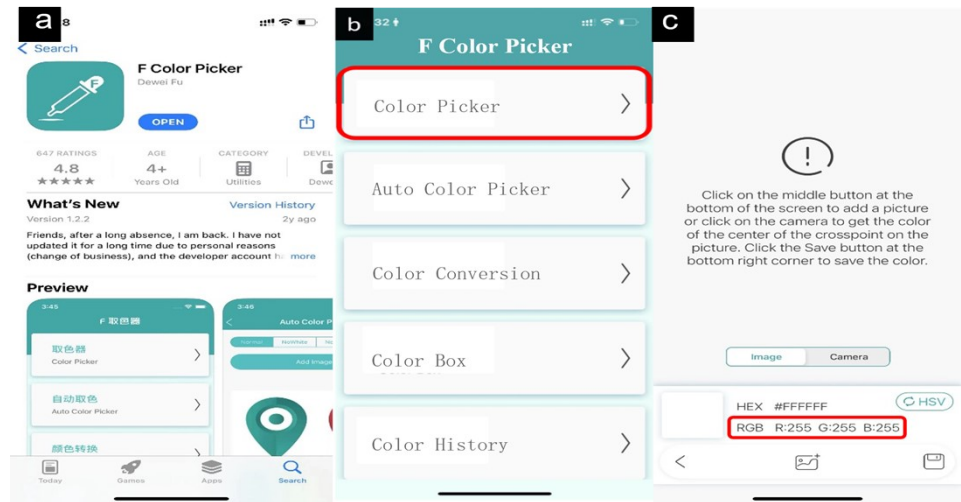 a
8
Search
F
F Color Picker
Dewei Fu
OPEN
647 RATINGS
4.8
★★★★★
AGE
4+
Years Old
CATEGORY
Utilities
DEVEL
Dewe
What's New
Version History
Version 1.2.2
2y ago
Friends, after a long absence, I am
back. I have not
updated it for a long time due to personal reasons
(change of business), and the developer account h more
Preview
3:45
F 取色器
取色器
Color Picker
自动取色
Auto Color Picker
颜色转换
3:46
Auto Color P
Normal
NoWhite
No
Add Image
Today
Games
Apps
Search
b
32
F Color Picker
Color Picker
Auto Color Picker
Color Conversion
Color Box
Color History
c
Click on the middle button at the
bottom of the screen to add a picture
or click on the camera to get the color
of the center of the crosspoint on the
picture. Click the Save button at the
bottom right corner to save the color.
Image
Camera
HEX #FFFFFF
HSV
RGB R:255 G:255 B:255